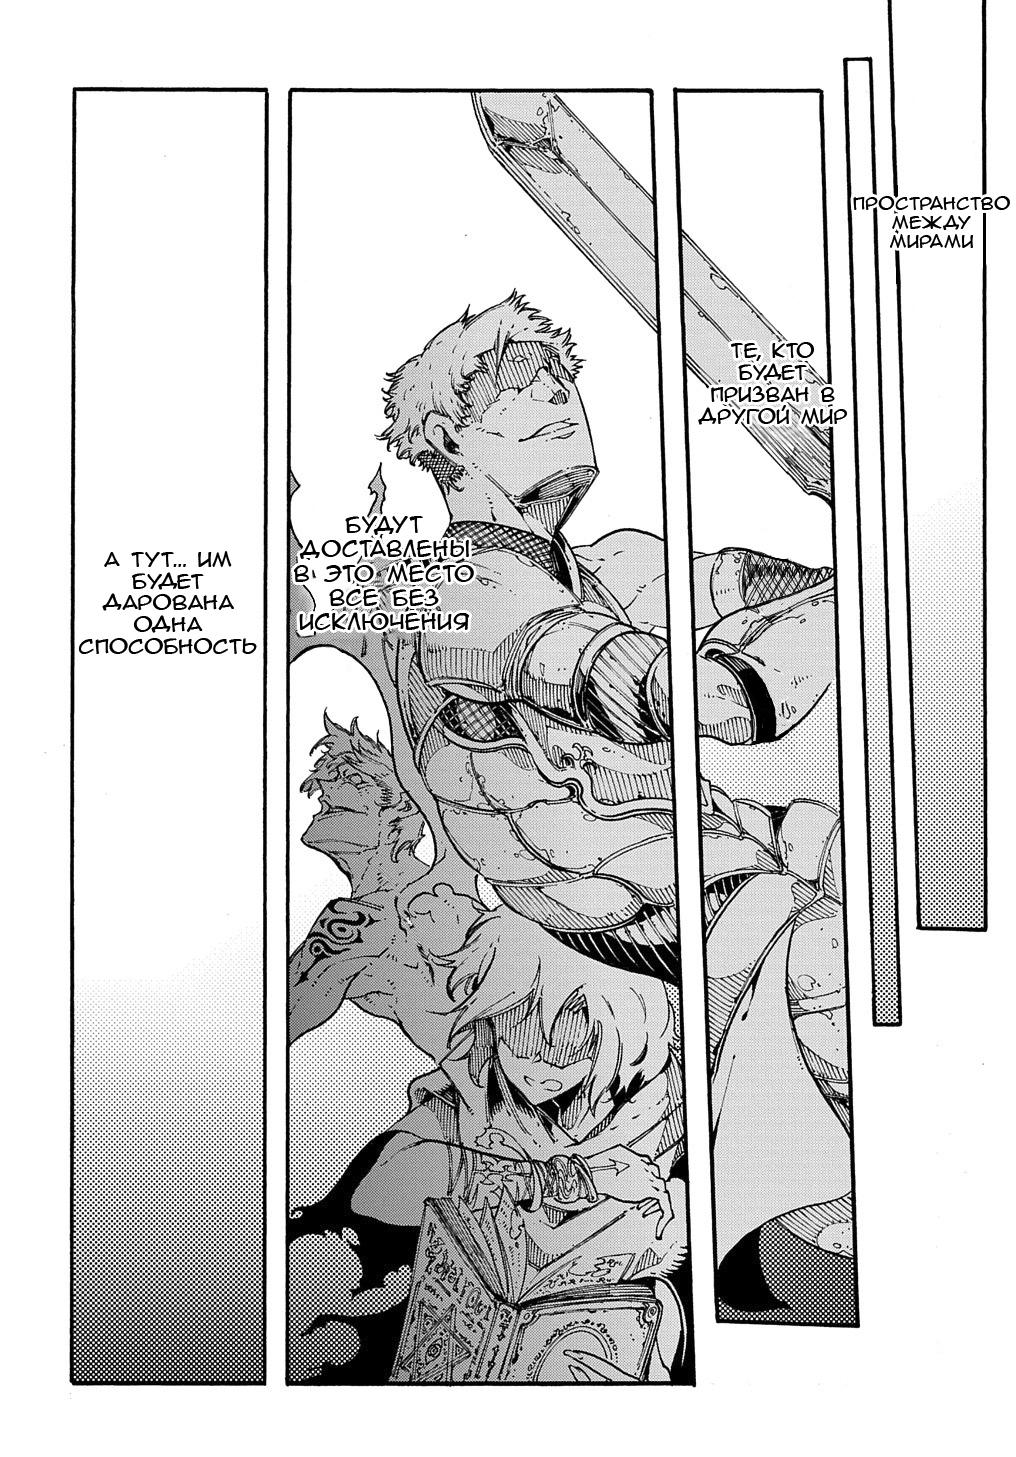 ПРОСТРАНСТВО
МЕЖДУ
МИРАМИ
ТЕ, КТО
БУДЕТ
ПРИЗВАН В
ДРУГОЙ МИР
БУДУТ
ДОСТАВЛЕНЫ
В ЭТО МЕСТО
ВСЕ БЕЗ
ИСКЛЮЧЕНИЯ
А ТУТ... ИМ
БУДЕТ
ДАРОВАНА
ОДНА
СПОСОБНОСТЬ